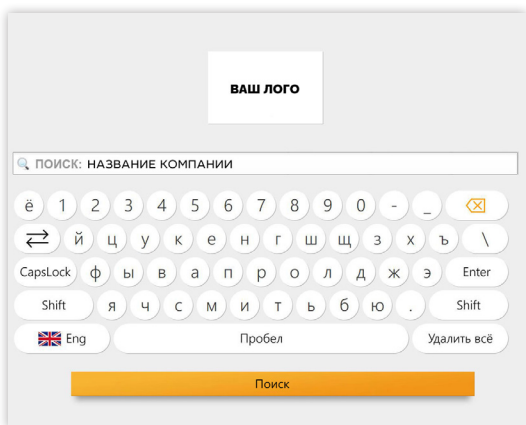 ВАШ ЛОГО
ПОИСК: НАЗВАНИЕ КОМПАНИИ
ё 1 2 3 4 5 6 7 8 9 0 - _
й ц у к е н г ш щ з х ъ \
CapsLock ф ы в а п р о л д ж э Enter
Shift я ч с м и т ь б ю . Shift
Eng Пробел Удалить всё
Поиск